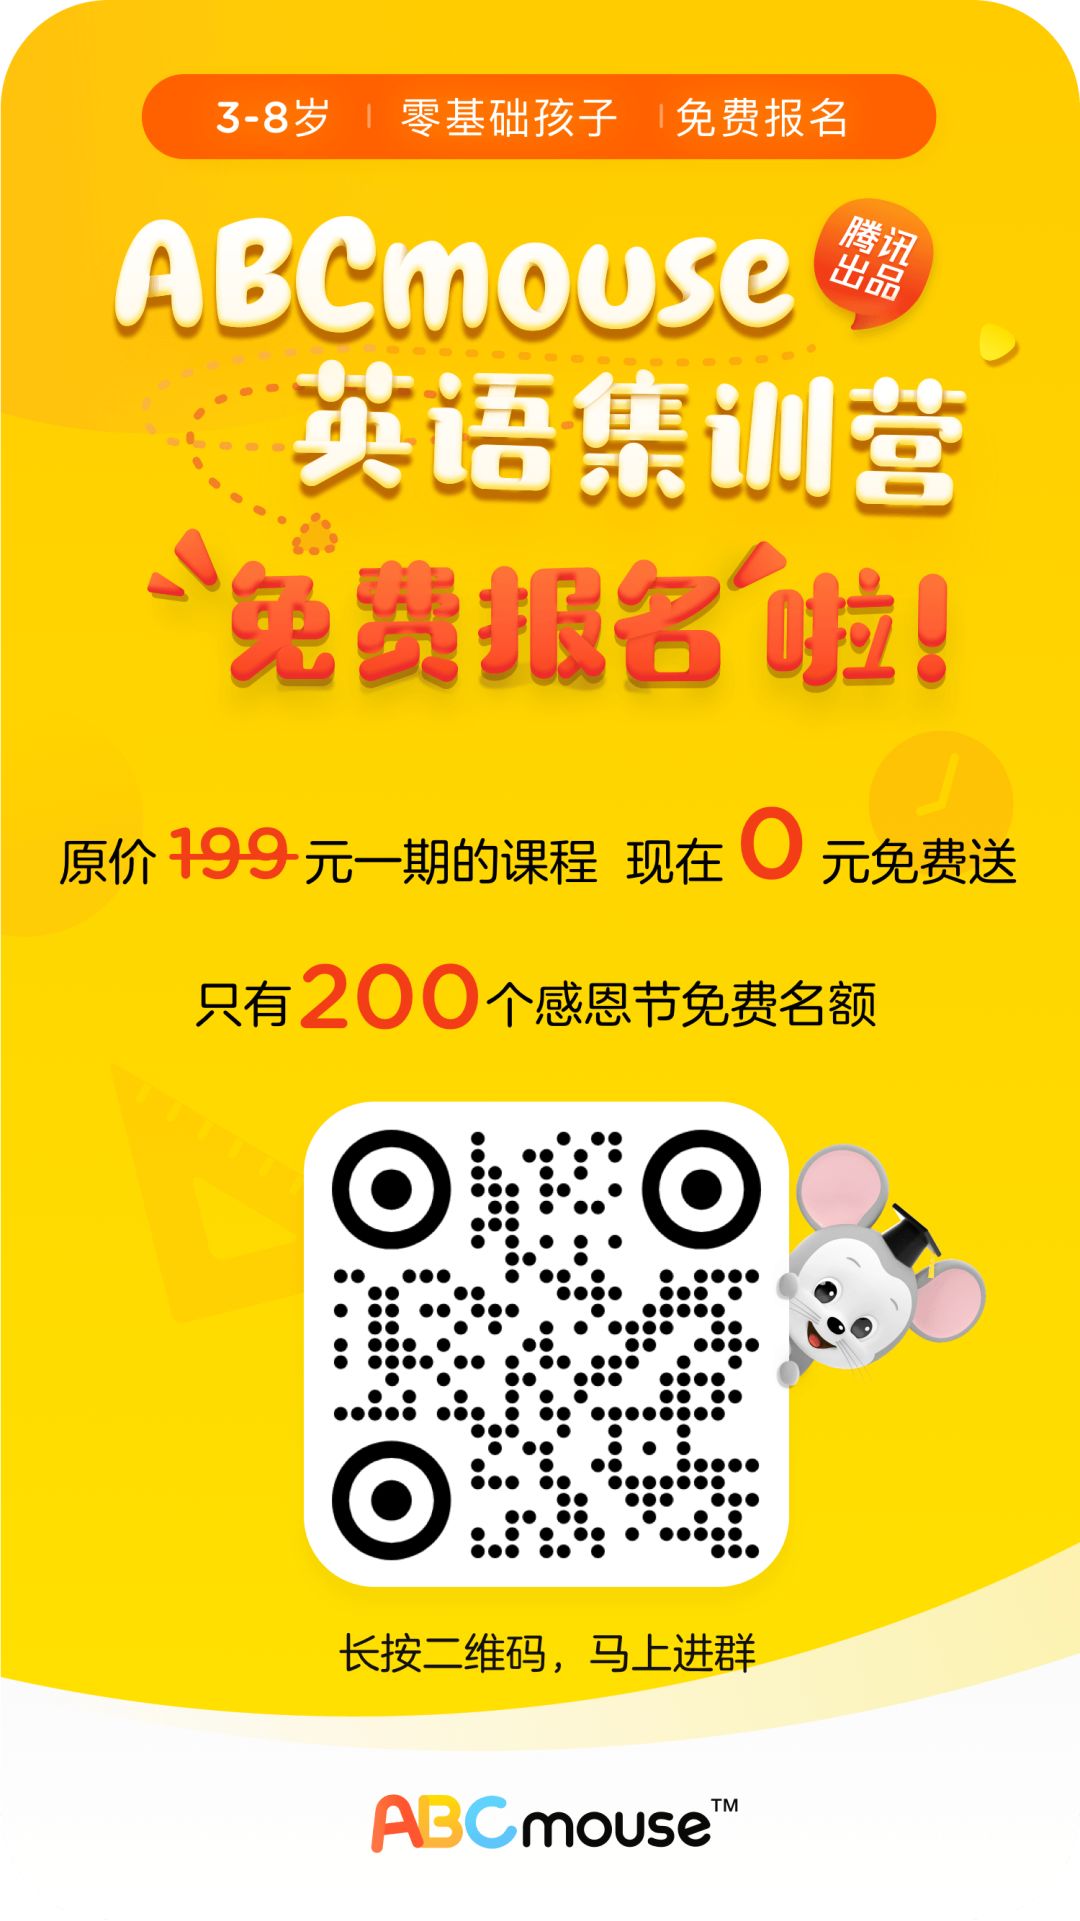 3-8岁 | 零基础孩子 | 免费报名
ABCmouse
腾讯
出品
英语集训营
免费报名啦!
原价199元一期的课程 现在0元免费送
只有200个感恩节免费名额
长按二维码，马上进群
ABCmouse™